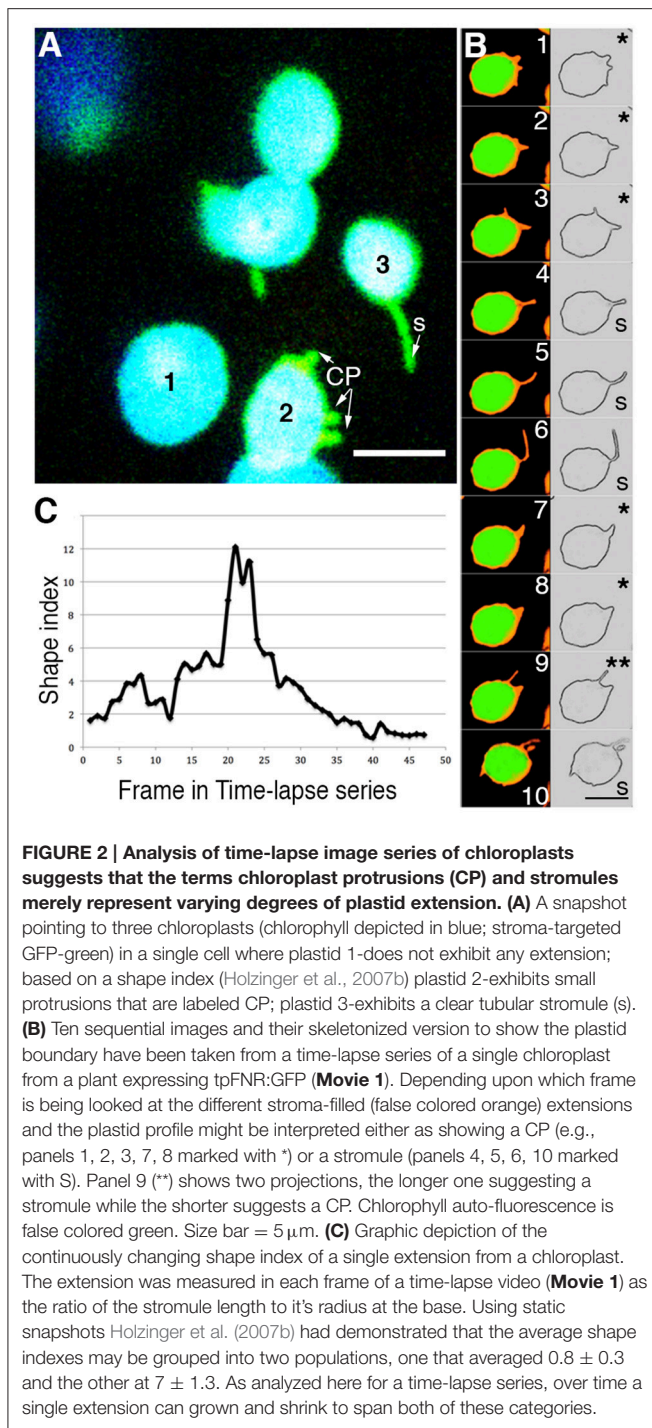 A
1
2
3
s
CP
B
1
*
2
*
3
*
4
S
5
S
6
S
7
*
8
*
9
**
10
S
C
Shape index
12
10
8
6
4
2
0
0 5 10 15 20 25 30 35 40 45 50
Frame in Time-lapse series
FIGURE 2 | Analysis of time-lapse image series of chloroplasts
suggests that the terms chloroplast protrusions (CP) and stromules
merely represent varying degrees of plastid extension. (A) A snapshot
pointing to three chloroplasts (chlorophyll depicted in blue; stroma-targeted
GFP-green) in a single cell where plastid 1-does not exhibit any extension;
based on a shape index (Holzinger et al., 2007b) plastid 2-exhibits small
protrusions that are labeled CP; plastid 3-exhibits a clear tubular stromule (s).
(B) Ten sequential images and their skeletonized version to show the plastid
boundary have been taken from a time-lapse series of a single chloroplast
from a plant expressing tpFNR:GFP (Movie 1). Depending upon which frame
is being looked at the different stroma-filled (false colored orange) extensions
and the plastid profile might be interpreted either as showing a CP (e.g.,
panels 1, 2, 3, 7, 8 marked with *) or a stromule (panels 4, 5, 6, 10 marked
with S). Panel 9 (**) shows two projections, the longer one suggesting a
stromule while the shorter suggests a CP. Chlorophyll auto-fluorescence is
false colored green. Size bar = 5 μm. (C) Graphic depiction of the
continuously changing shape index of a single extension from a chloroplast.
The extension was measured in each frame of a time-lapse video (Movie 1) as
the ratio of the stromule length to it's radius at the base. Using static
snapshots Holzinger et al. (2007b) had demonstrated that the average shape
indexes may be grouped into two populations, one that averaged 0.8 ± 0.3
and the other at 7 ± 1.3. As analyzed here for a time-lapse series, over time a
single extension can grown and shrink to span both of these categories.